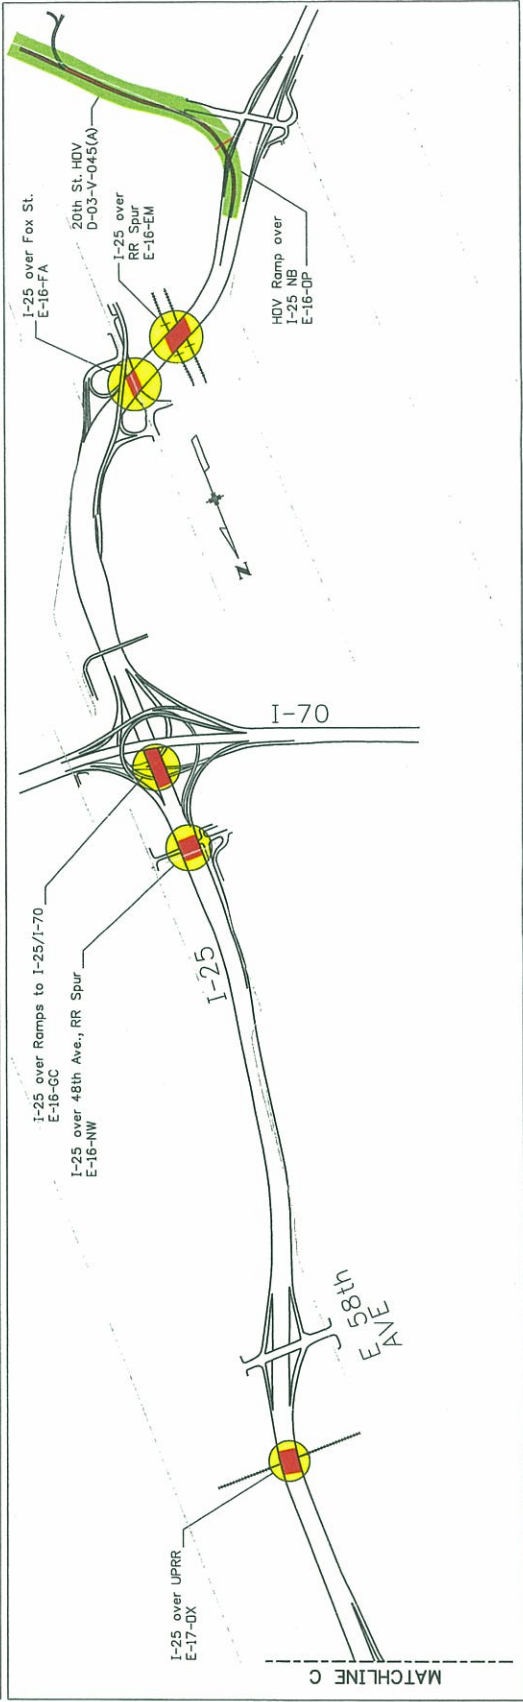 I-25 over Fox St.
E-16-FA
20th St. HOV
D-03-V-045(A)
I-25 over
RR Spur
E-16-EM
HOV Ramp over
I-25 NB
E-16-DP
N
I-70
I-25 over Ramps to I-25/I-70
E-16-GC
I-25 over 48th Ave., RR Spur
E-16-NW
I-25
E 58th
AVE
I-25 over UPRR
E-17-DX
MATCHLINE C